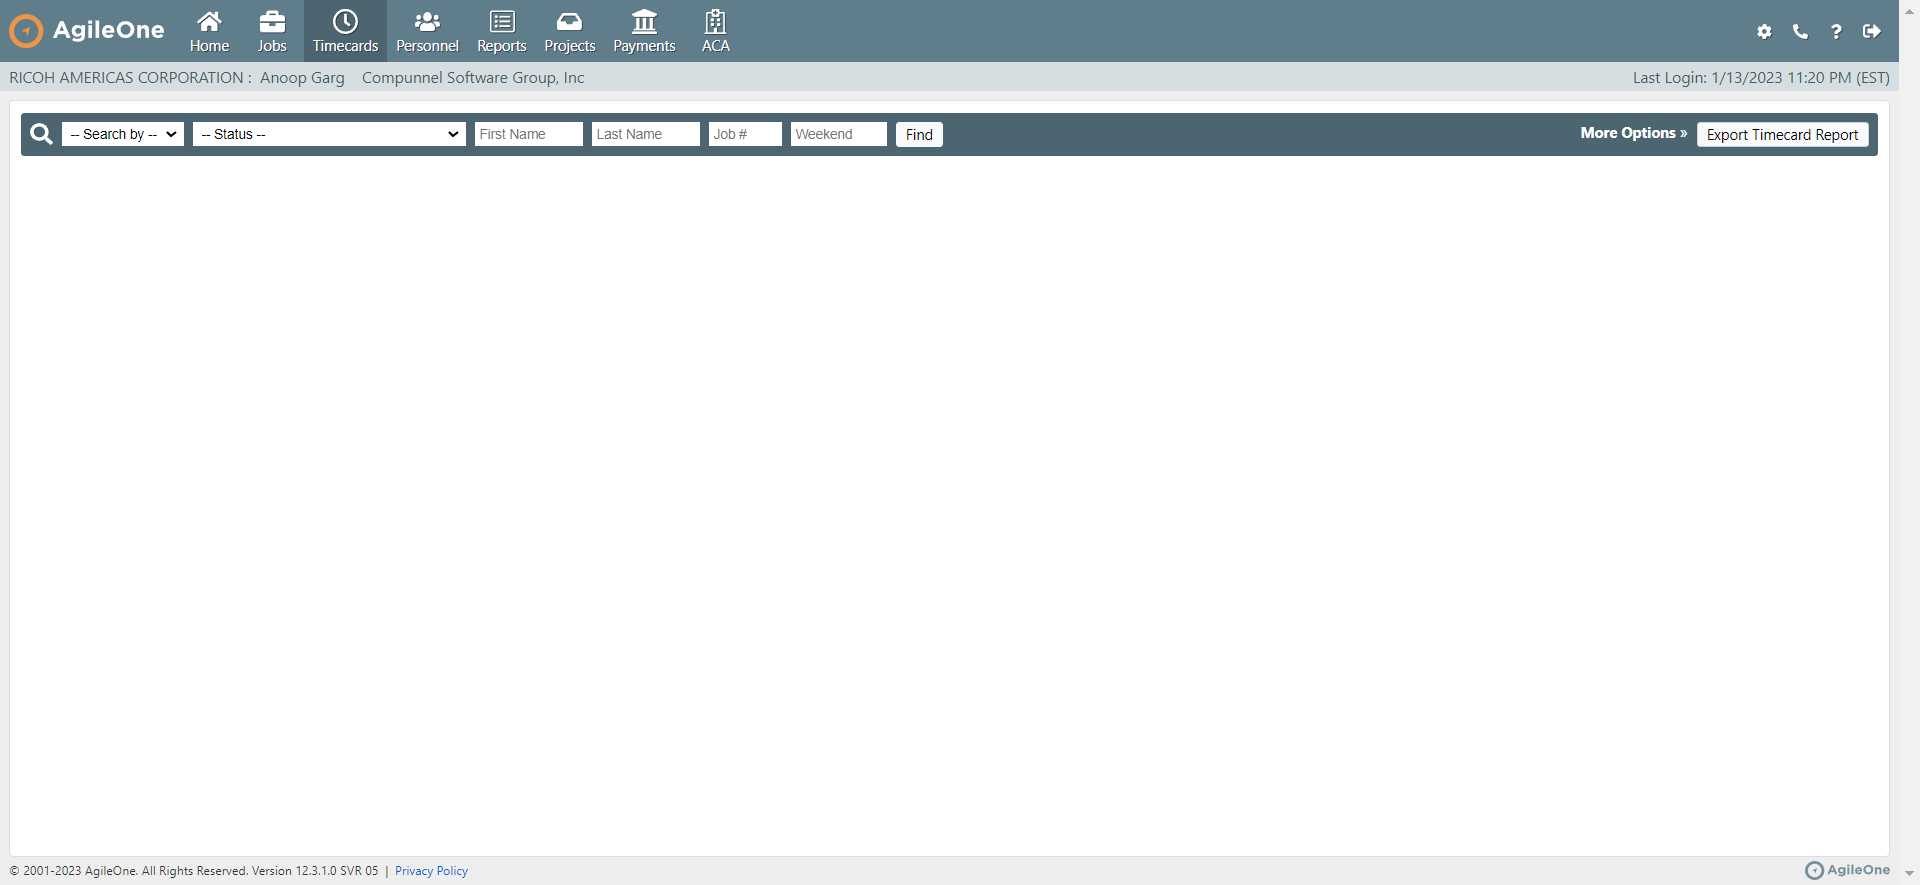 AgileOne
Home Jobs Timecards Personnel Reports Projects Payments ACA
RICOH AMERICAS CORPORATION : Anoop Garg Compunnel Software Group, Inc Last Login: 1/13/2023 11:20 PM (EST)
-- Search by -- -- Status -- First Name Last Name Job # Weekend Find More Options » Export Timecard Report
© 2001-2023 AgileOne. All Rights Reserved. Version 12.3.1.0 SVR 05 | Privacy Policy AgileOne